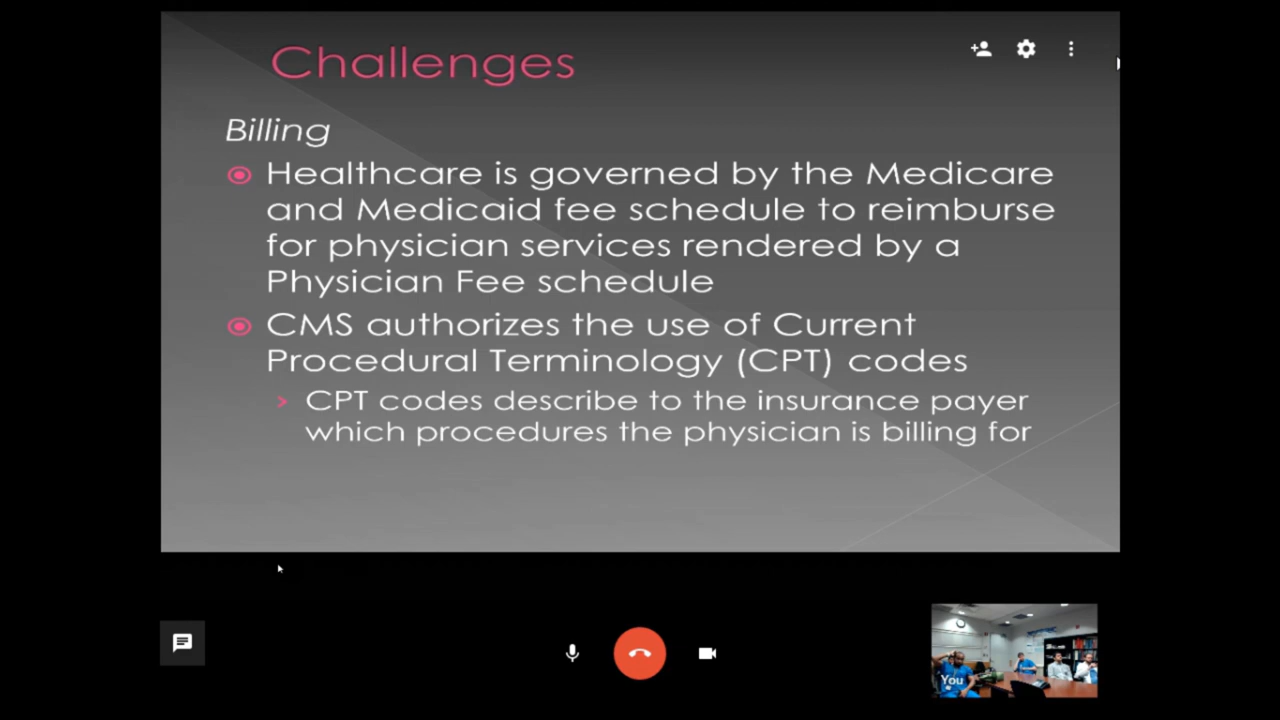 Challenges
Billing
Healthcare is governed by the Medicare
and Medicaid fee schedule to reimburse
for physician services rendered by a
Physician Fee schedule
CMS authorizes the use of Current
Procedural Terminology (CPT) codes
CPT codes describe to the insurance payer
which procedures the physician is billing for
You